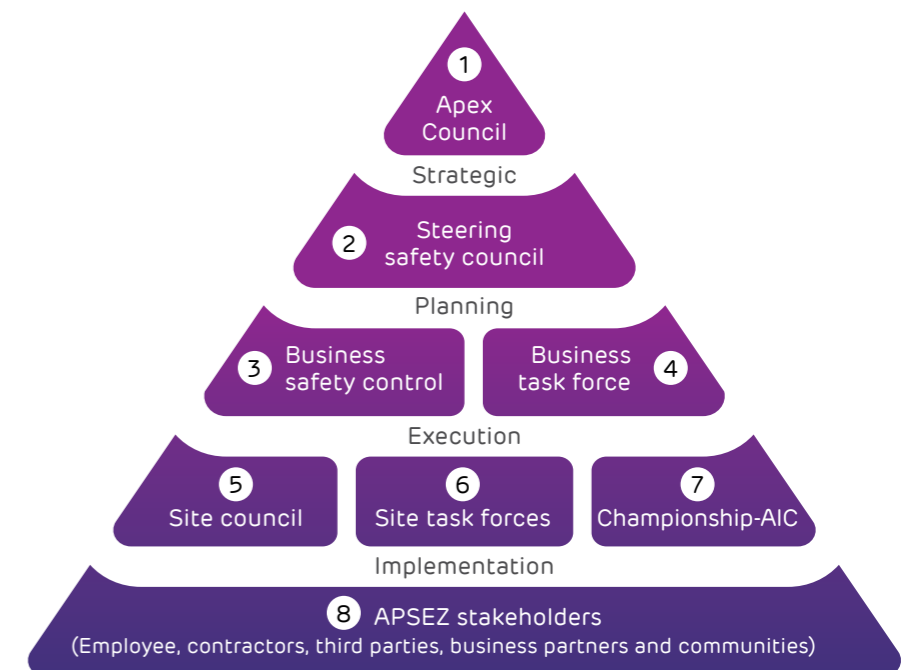 1
Apex
Council
Strategic
2
Steering
safety council
Planning
3
Business
safety control
Business
task force
4
Execution
5
Site council
6
Site task forces
7
Championship-AIC
Implementation
8 APSEZ stakeholders
(Employee, contractors, third parties, business partners and communities)